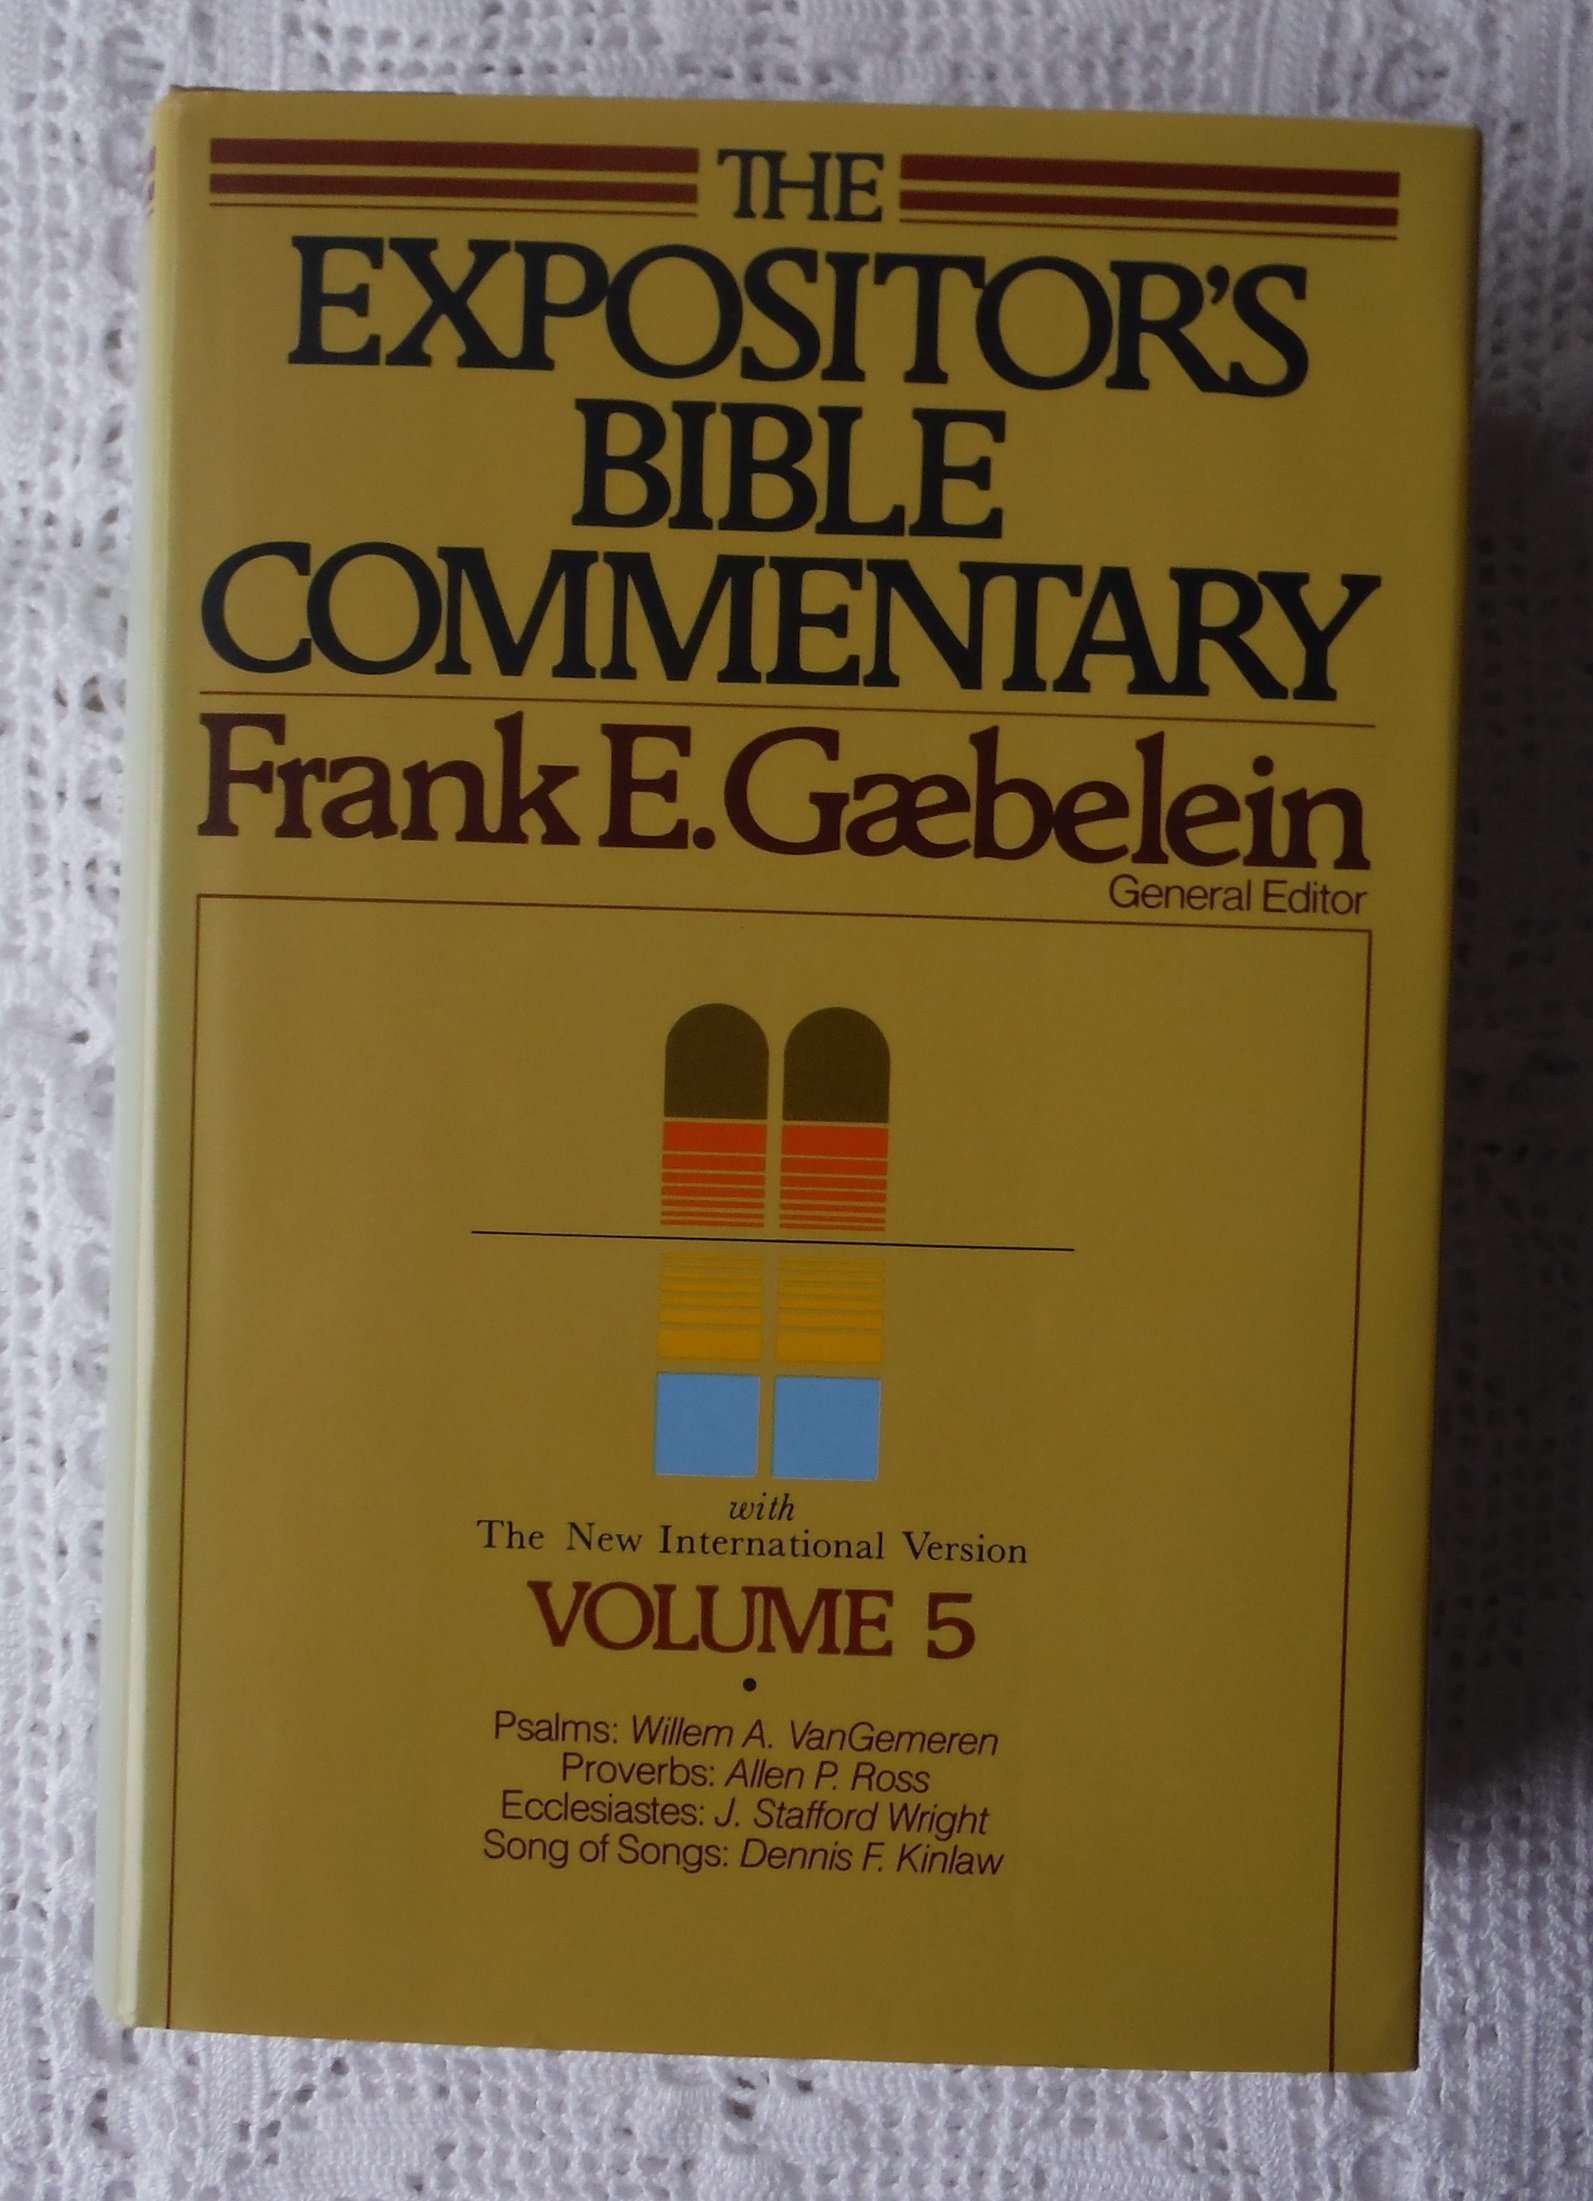 THE
EXPOSITOR'S
BIBLE
COMMENTARY
Frank E. Gæbelein
General Editor
with
The New International Version
VOLUME 5
•
Psalms: Willem A. VanGemeren
Proverbs: Allen P. Ross
Ecclesiastes: J. Stafford Wright
Song of Songs: Dennis F. Kinlaw